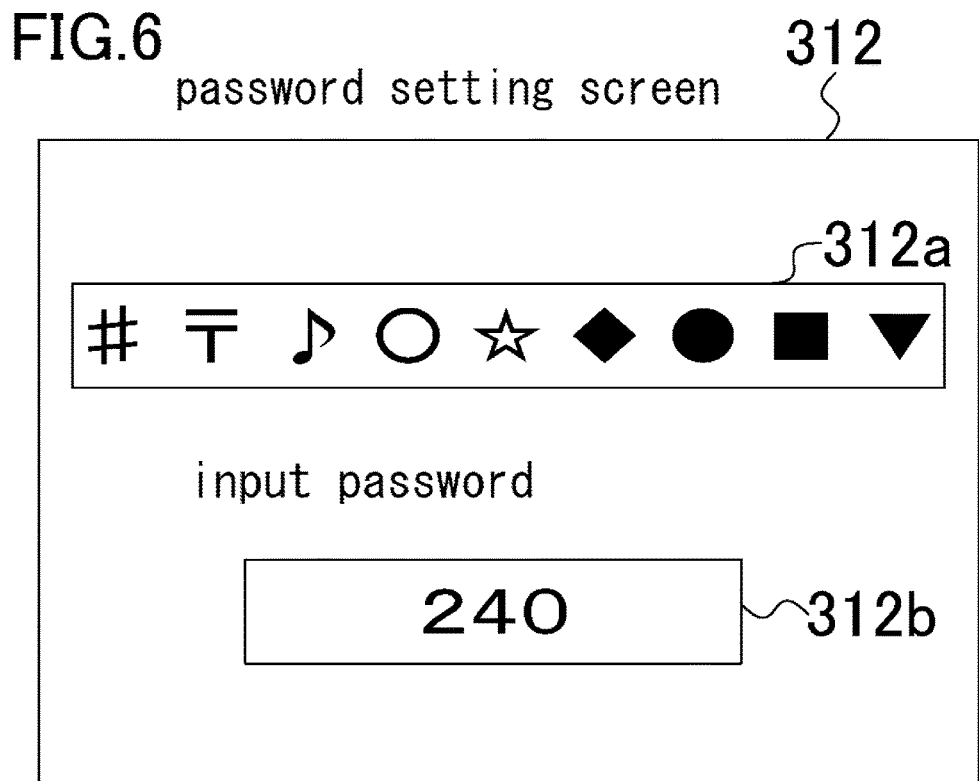 FIG.6
312
password setting screen
312a
# 〒 ♪ ○ ☆ ◆ ● ■ ▼
input password
240
312b